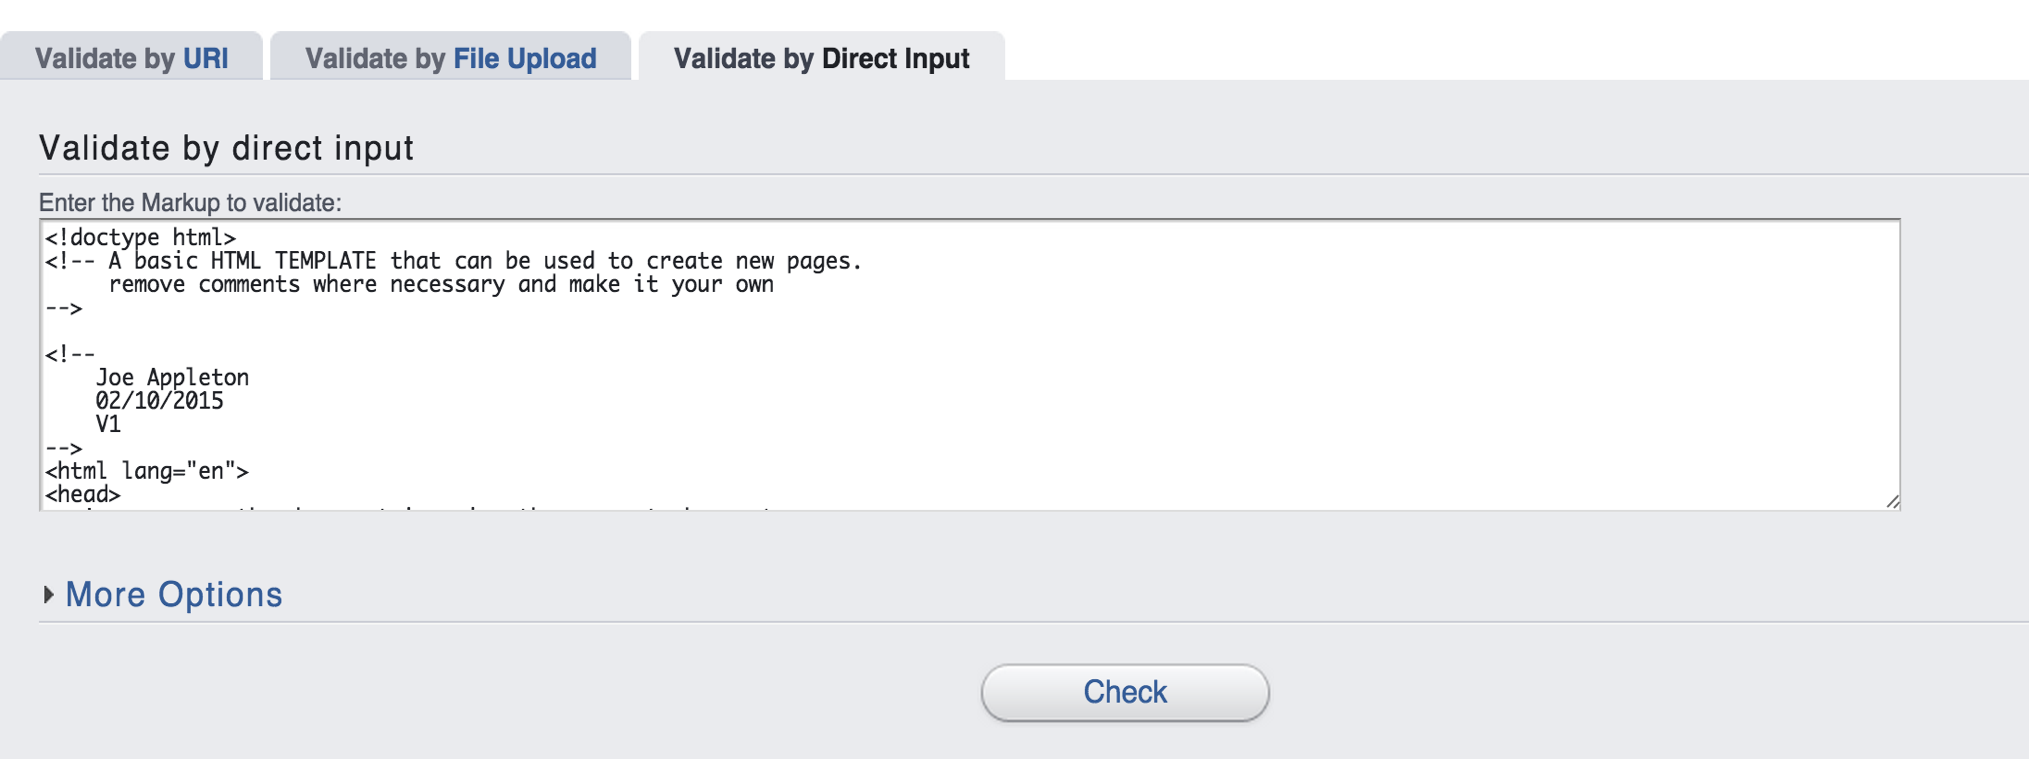 Validate by URI
Validate by File Upload
Validate by Direct Input
Validate by direct input
Enter the Markup to validate:
<!doctype html>
<!-- A basic HTML TEMPLATE that can be used to create new pages.
     remove comments where necessary and make it your own
-->
<!--
    Joe Appleton
    02/10/2015
    V1
-->
<html lang="en">
<head>
More Options
Check